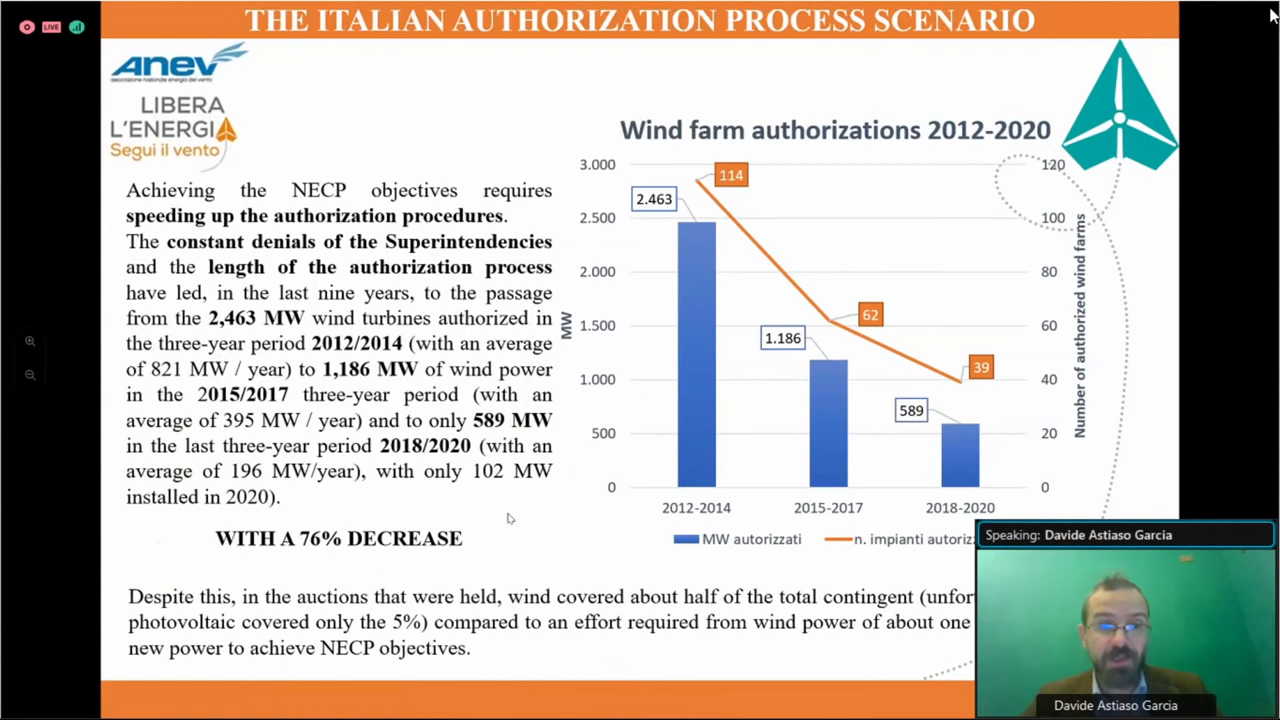 THE ITALIAN AUTHORIZATION PROCESS SCENARIO
LIVE
ANEV
associazione nazionale energia del vento
LIBERA
L'ENERGIA
Segui il vento
Achieving the NECP objectives requires
speeding up the authorization procedures.
The constant denials of the Superintendencies
and the length of the authorization process
have led, in the last nine years, to the passage
from the 2,463 MW wind turbines authorized in
the three-year period 2012/2014 (with an average
of 821 MW / year) to 1,186 MW of wind power
in the 2015/2017 three-year period (with an
average of 395 MW / year) and to only 589 MW
in the last three-year period 2018/2020 (with an
average of 196 MW/year), with only 102 MW
installed in 2020).
WITH A 76% DECREASE
Wind farm authorizations 2012-2020
3.000
2.500
2.000
1.500
1.000
500
0
MW
2.463
1.186
589
114
62
39
120
100
80
60
40
20
0
Number of authorized wind farms
2012-2014
2015-2017
2018-2020
MW autorizzati
n. impianti autorizz
Despite this, in the auctions that were held, wind covered about half of the total contingent (unfor
photovoltaic covered only the 5%) compared to an effort required from wind power of about one
new power to achieve NECP objectives.
Speaking: Davide Astiaso Garcia
Davide Astiaso Garcia